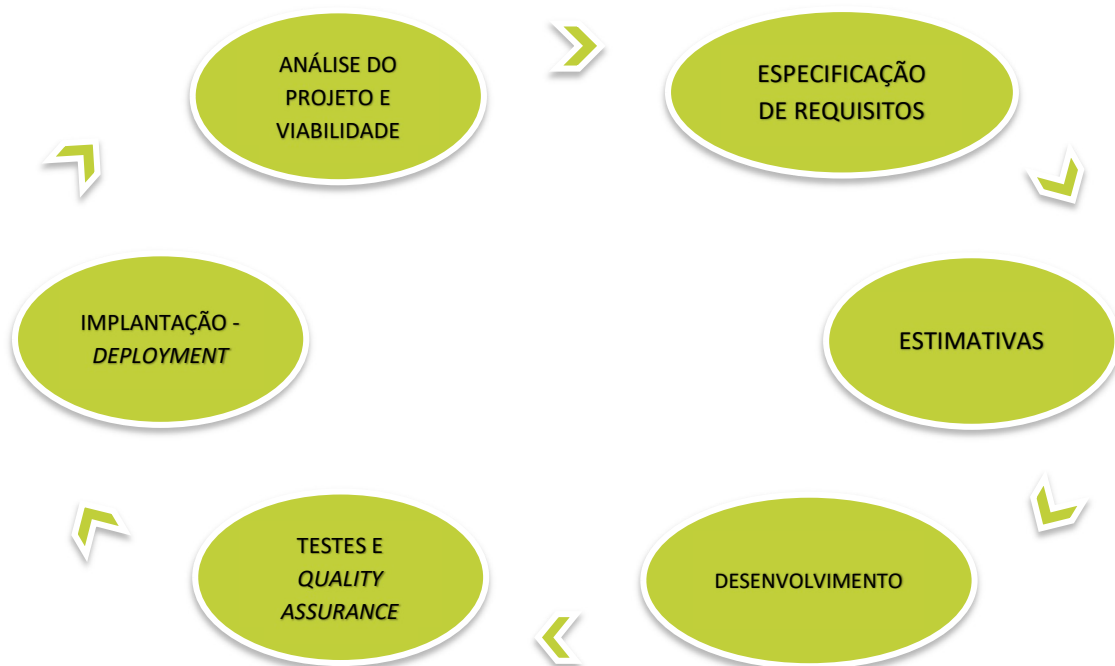 ANÁLISE DO
PROJETO E
VIABILIDADE
ESPECIFICAÇÃO
DE REQUISITOS
ESTIMATIVAS
DESENVOLVIMENTO
TESTES E
QUALITY
ASSURANCE
IMPLANTAÇÃO -
DEPLOYMENT